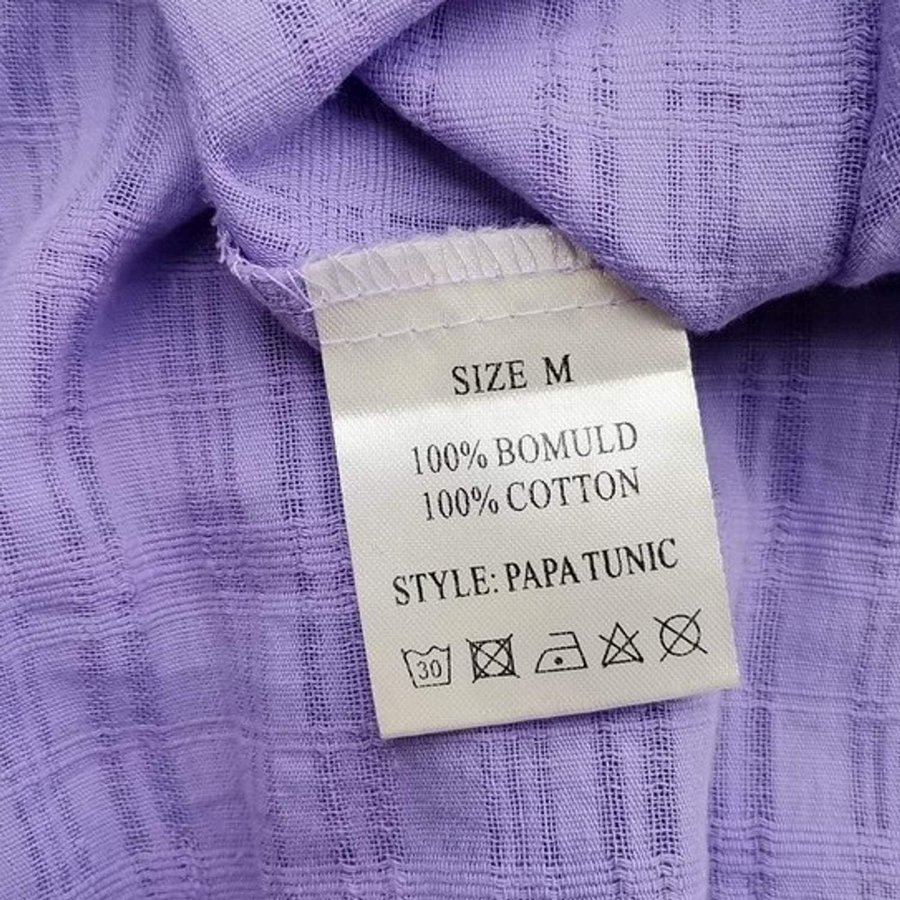 SIZE M
100% BOMULD
100% COTTON
STYLE: PAPA TUNIC
30